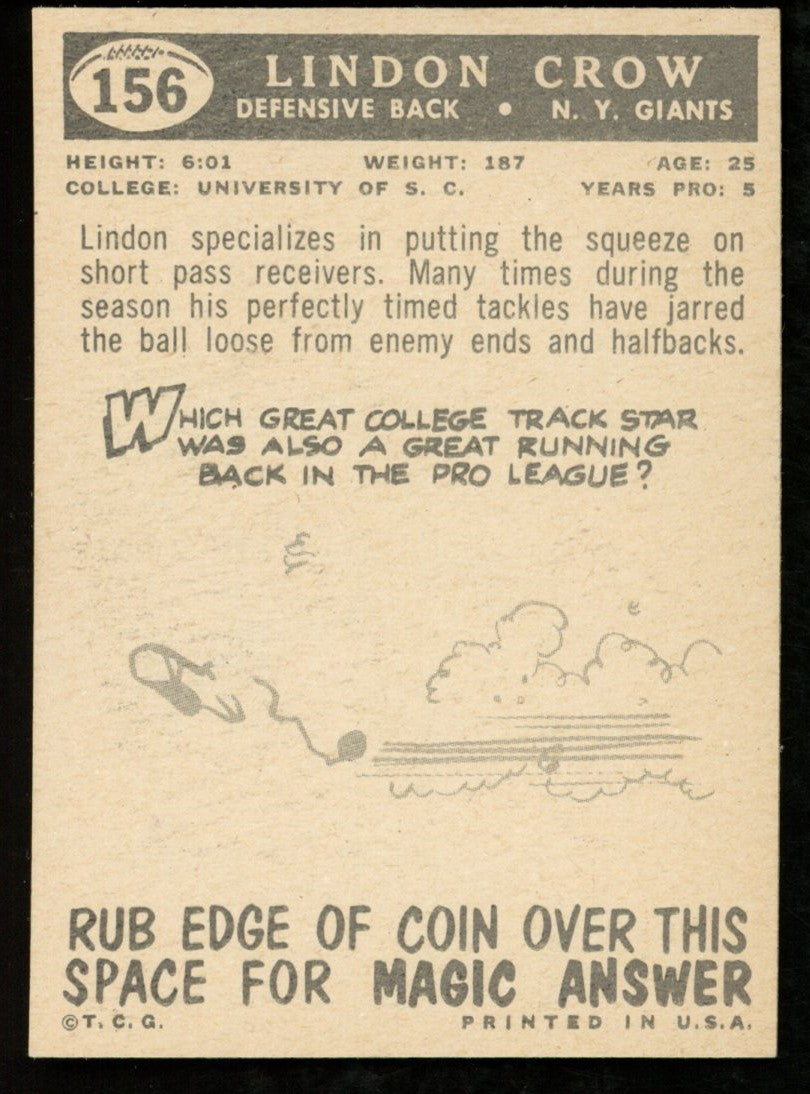 156
LINDON CROW
DEFENSIVE BACK • N. Y. GIANTS
HEIGHT: 6:01 WEIGHT: 187 AGE: 25
COLLEGE: UNIVERSITY OF S. C. YEARS PRO: 5
Lindon specializes in putting the squeeze on
short pass receivers. Many times during the
season his perfectly timed tackles have jarred
the ball loose from enemy ends and halfbacks.
WHICH GREAT COLLEGE TRACK STAR
WAS ALSO A GREAT RUNNING
BACK IN THE PRO LEAGUE?
RUB EDGE OF COIN OVER THIS
SPACE FOR MAGIC ANSWER
©T. C. G. PRINTED IN U.S.A.